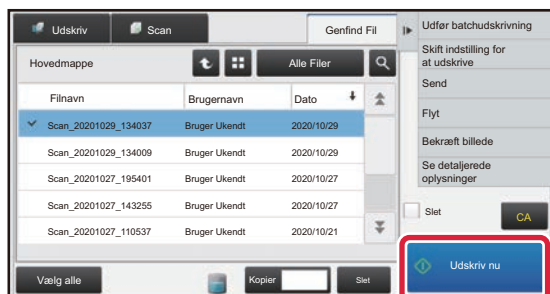 Udskriv
Scan
Genfind Fil
Hovedmappe
Alle Filer
Filnavn Brugernavn Dato
Scan_20201029_134037 Bruger Ukendt 2020/10/29
Scan_20201029_134009 Bruger Ukendt 2020/10/29
Scan_20201027_195401 Bruger Ukendt 2020/10/27
Scan_20201027_143255 Bruger Ukendt 2020/10/27
Scan_20201027_110537 Bruger Ukendt 2020/10/21
Vælg alle
Kopier
Slet
Udfør batchudskrivning
Skift indstilling for
at udskrive
Send
Flyt
Bekræft billede
Se detaljerede
oplysninger
Slet
CA
Udskriv nu